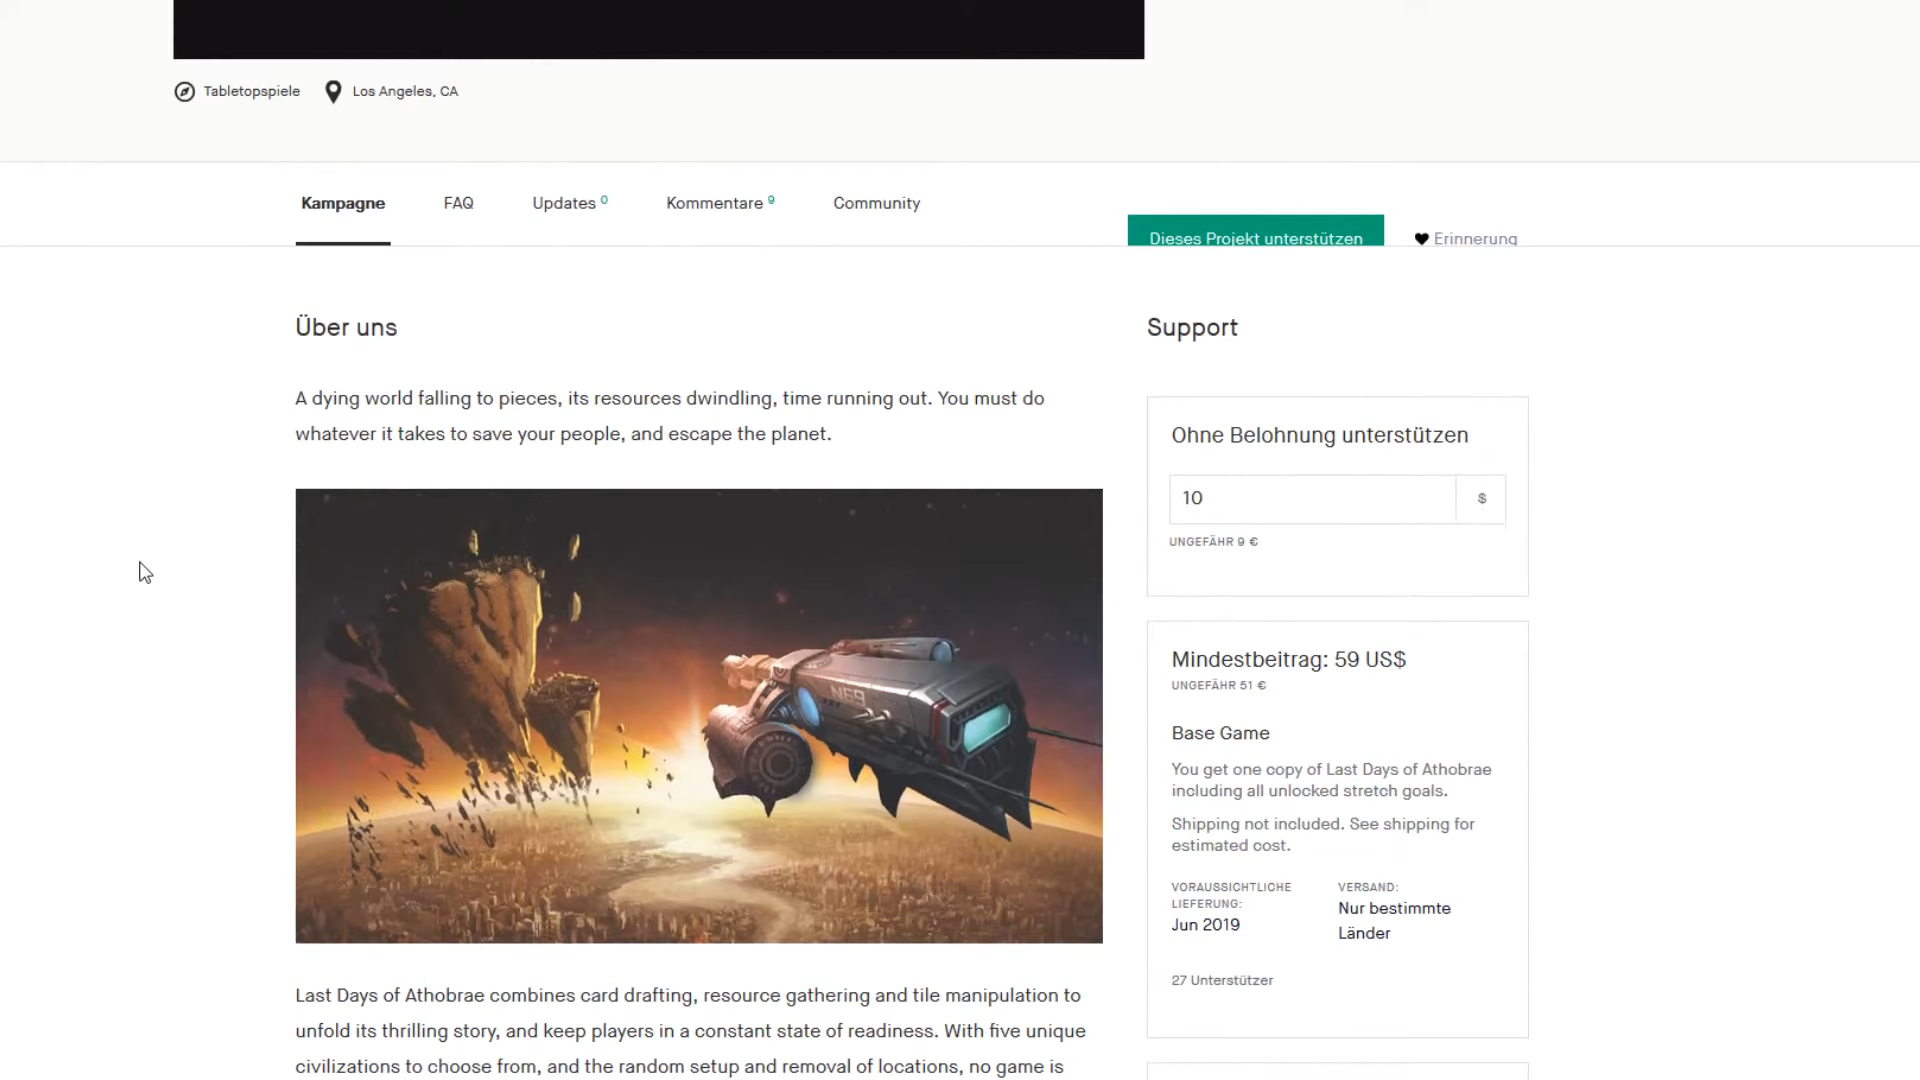 Tabletopspiele Los Angeles, CA
Kampagne FAQ Updates 0 Kommentare 9 Community
Dieses Projekt unterstützen Erinnerung
Über uns
A dying world falling to pieces, its resources dwindling, time running out. You must do
whatever it takes to save your people, and escape the planet.
NE9
Last Days of Athobrae combines card drafting, resource gathering and tile manipulation to
unfold its thrilling story, and keep players in a constant state of readiness. With five unique
civilizations to choose from, and the random setup and removal of locations, no game is
Support
Ohne Belohnung unterstützen
10 $
UNGEFÄHR 9 €
Mindestbeitrag: 59 US$
UNGEFÄHR 51 €
Base Game
You get one copy of Last Days of Athobrae
including all unlocked stretch goals.
Shipping not included. See shipping for
estimated cost.
VORAUSSICHTLICHE
LIEFERUNG:
Jun 2019
VERSAND:
Nur bestimmte
Länder
27 Unterstützer